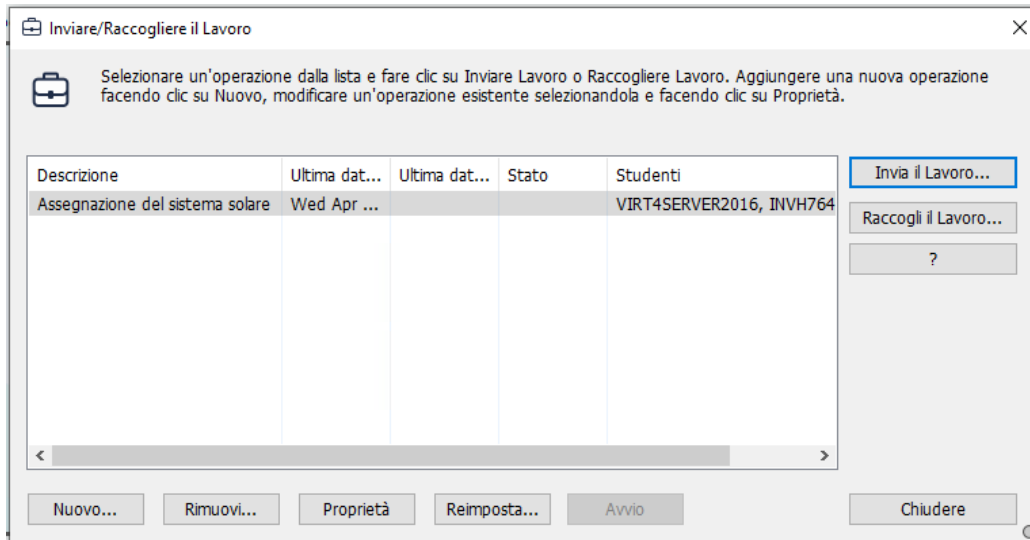 Inviare/Raccogliere il Lavoro
Selezionare un'operazione dalla lista e fare clic su Inviare Lavoro o Raccogliere Lavoro. Aggiungere una nuova operazione
facendo clic su Nuovo, modificare un'operazione esistente selezionandola e facendo clic su Proprietà.
Descrizione Ultima dat... Ultima dat... Stato Studenti
Assegnazione del sistema solare Wed Apr ... VIRT4SERVER2016, INVH764
Invia il Lavoro...
Raccogli il Lavoro...
?
Nuovo... Rimuovi... Proprietà Reimposta... Avvio Chiudere